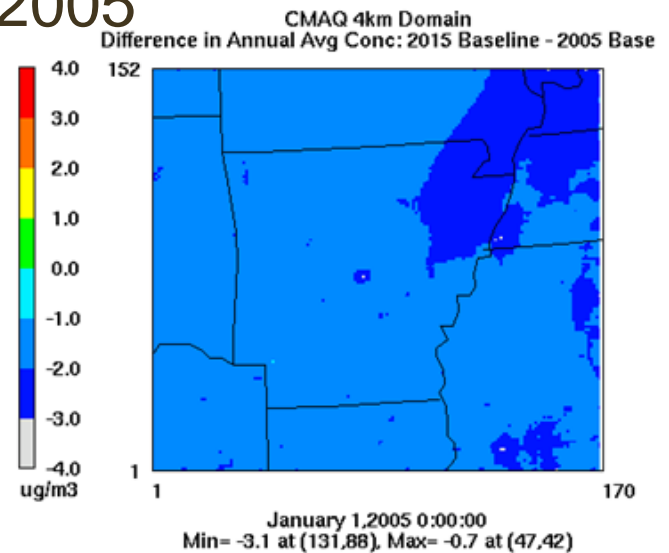 2005
CMAQ 4km Domain
Difference in Annual Avg Conc: 2015 Baseline - 2005 Base
152
4.0
3.0
2.0
1.0
0.0
-1.0
-2.0
-3.0
-4.0
ug/m3
1
1
170
January 1,2005 0:00:00
Min= -3.1 at (131,88), Max= -0.7 at (47,42)